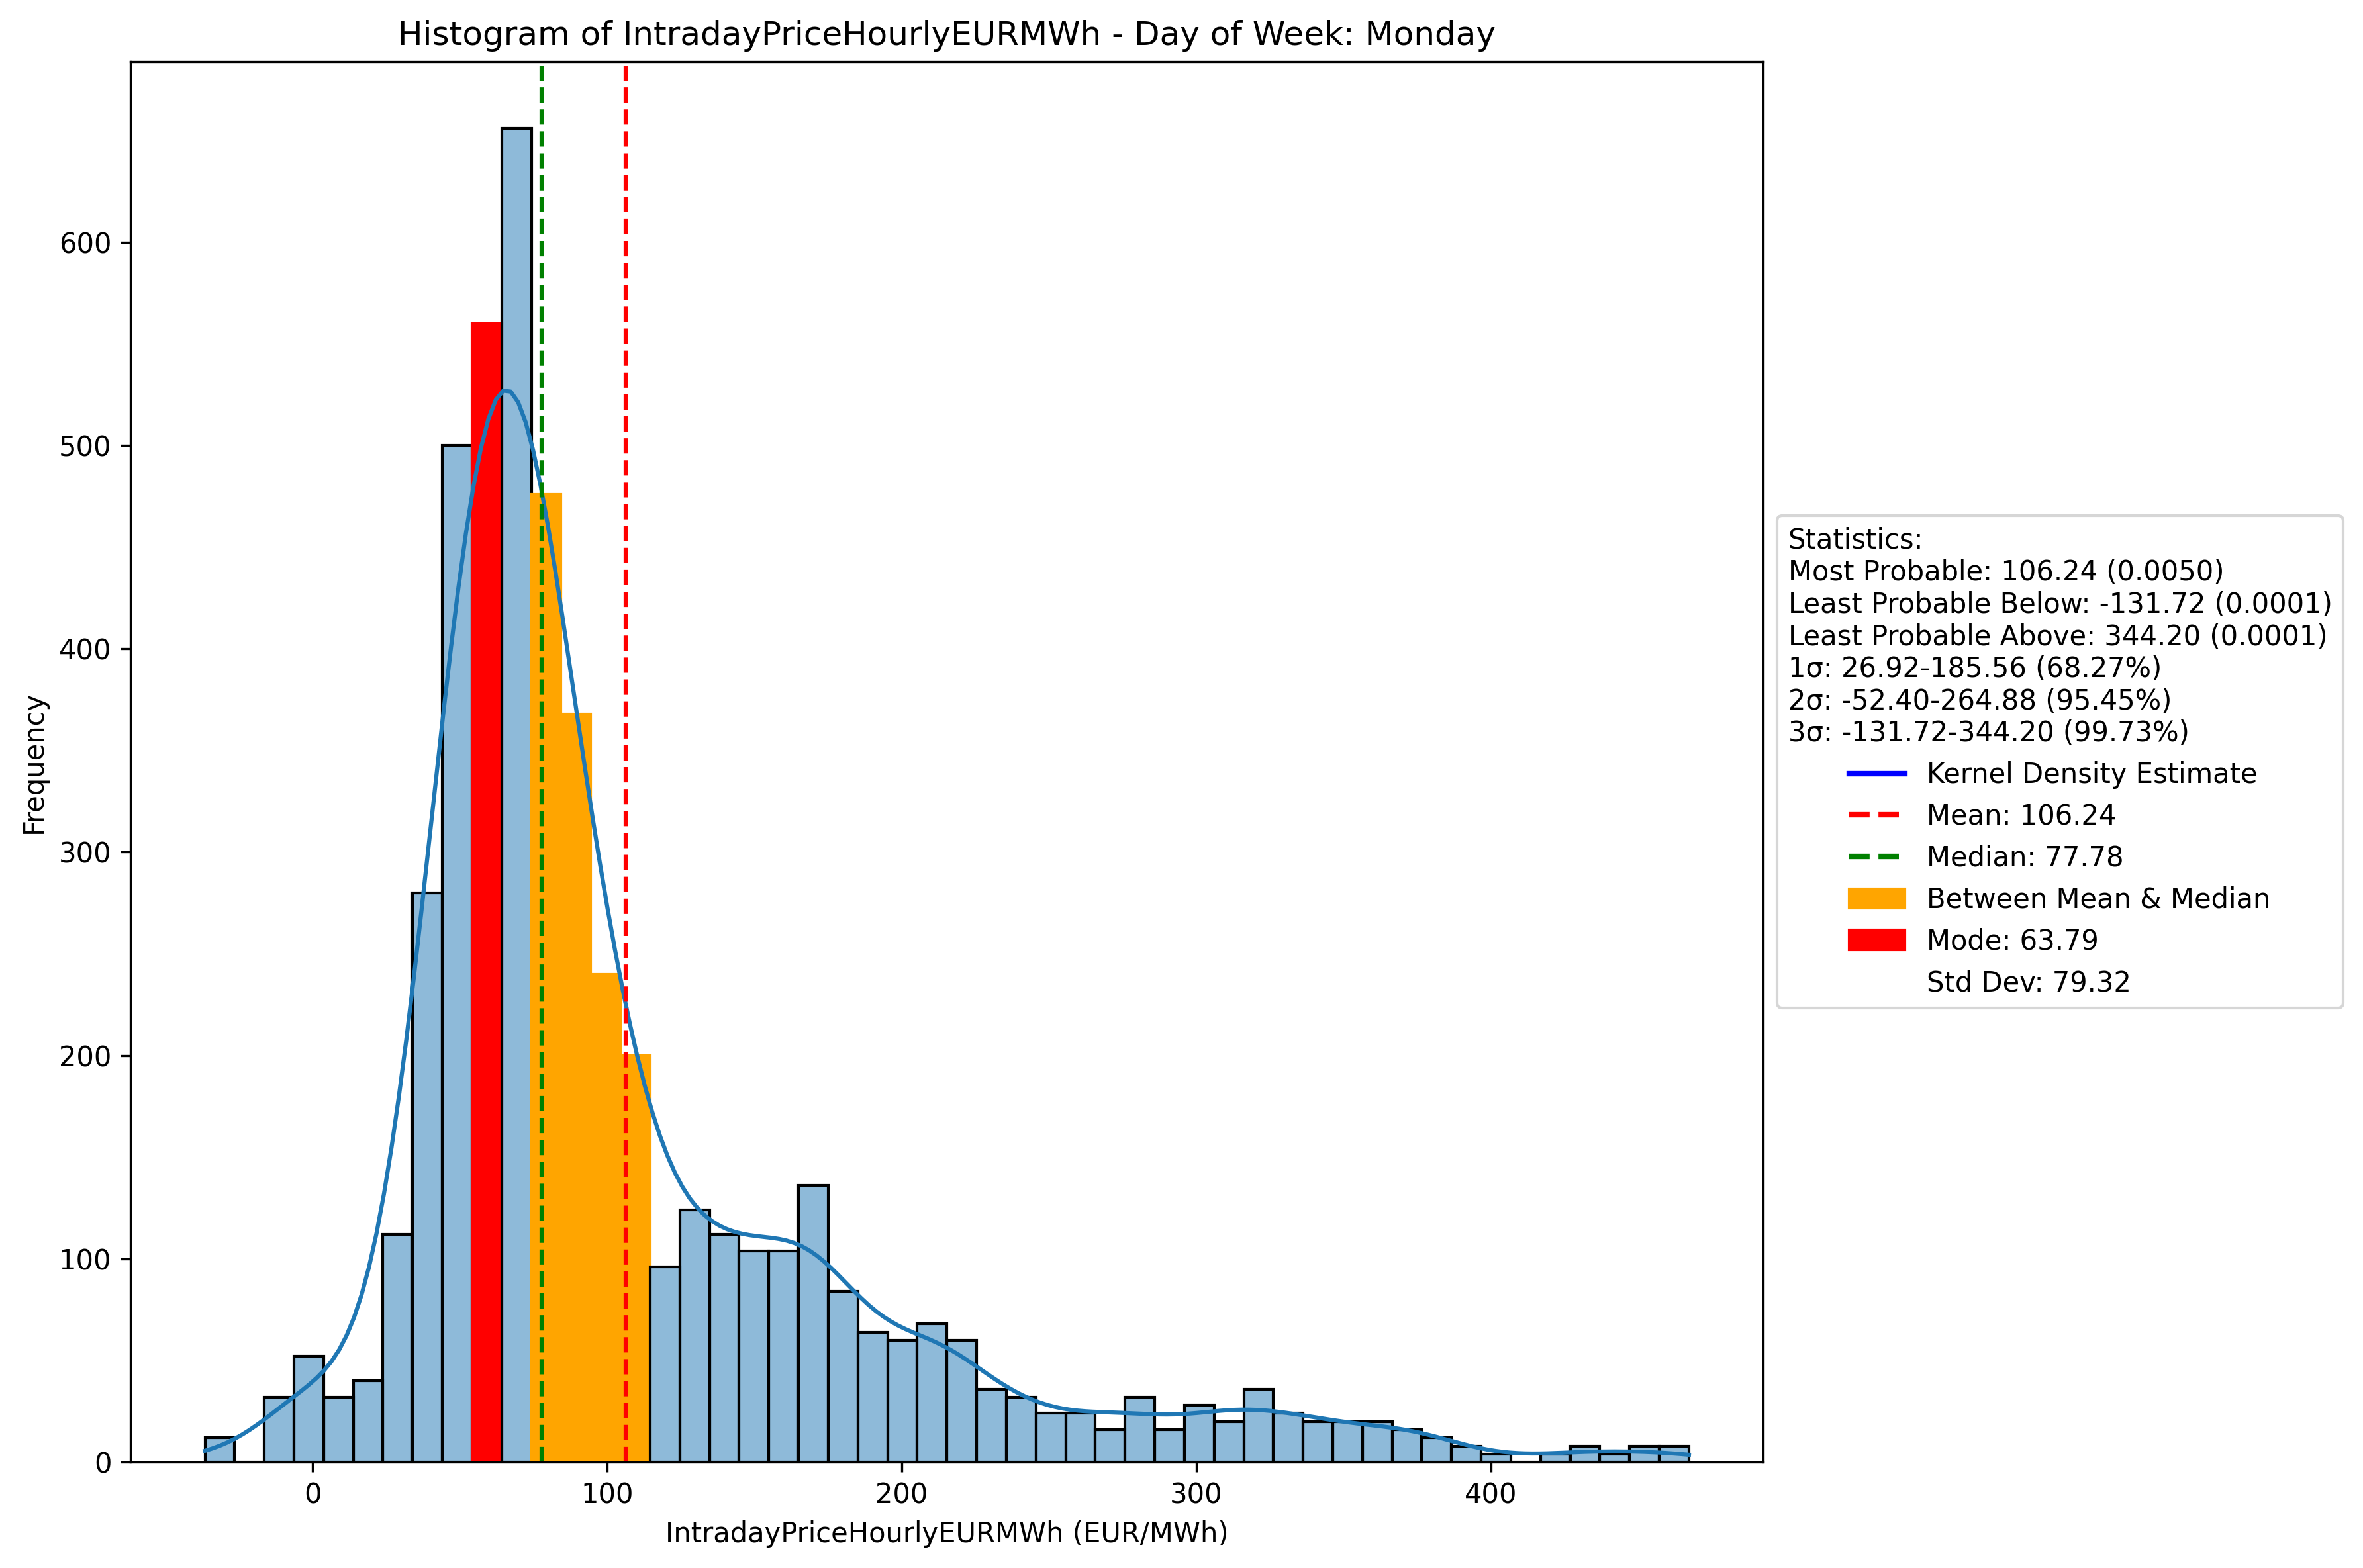 Histogram of IntradayPriceHourlyEURMWh - Day of Week: Monday
600
500
400
300
200
100
0
Frequency
0 100 200 300 400
IntradayPriceHourlyEURMWh (EUR/MWh)
Statistics:
Most Probable: 106.24 (0.0050)
Least Probable Below: -131.72 (0.0001)
Least Probable Above: 344.20 (0.0001)
1σ: 26.92-185.56 (68.27%)
2σ: -52.40-264.88 (95.45%)
3σ: -131.72-344.20 (99.73%)
Kernel Density Estimate
Mean: 106.24
Median: 77.78
Between Mean & Median
Mode: 63.79
Std Dev: 79.32